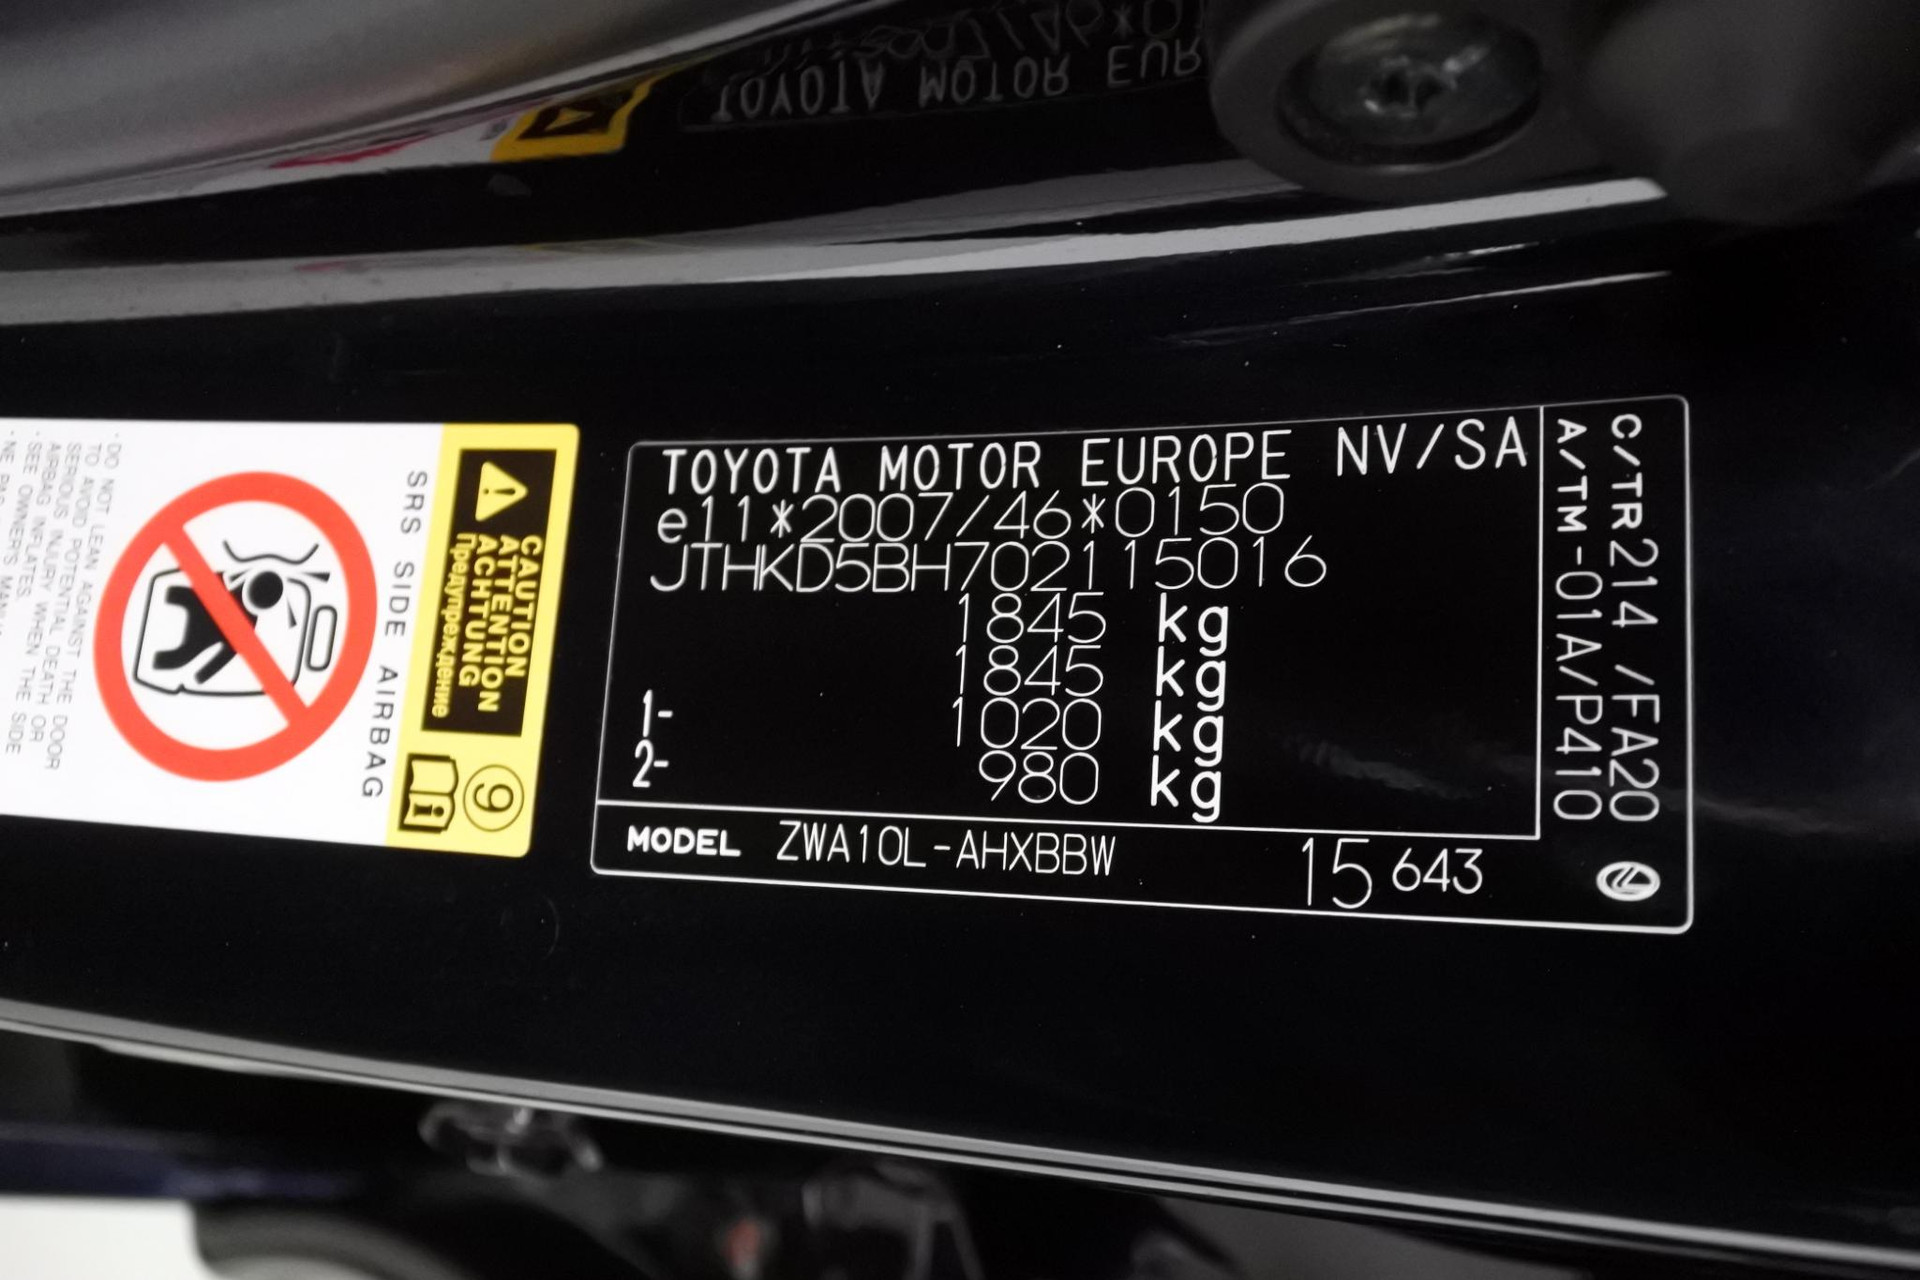 TOYOTA MOTOR EUR
TOYOTA MOTOR EUROPE NV/SA
e11*2007/46*0150
JTHKD5BH702115016
1845 kg
1845 kg
1- 1020 kg
2- 980 kg
MODEL ZWA10L-AHXBBW
15 643
C/TR214 /FA20
A/TM-01A/P410
CAUTION
ATTENTION
ACHTUNG
Предупреждение
9
SRS SIDE AIRBAG
· DO NOT LEAN AGAINST THE DOOR
TO AVOID POTENTIAL
SERIOUS INJURY DEATH OR
AIRBAG INFLATES. WHEN THE SIDE
· SEE OWNER'S